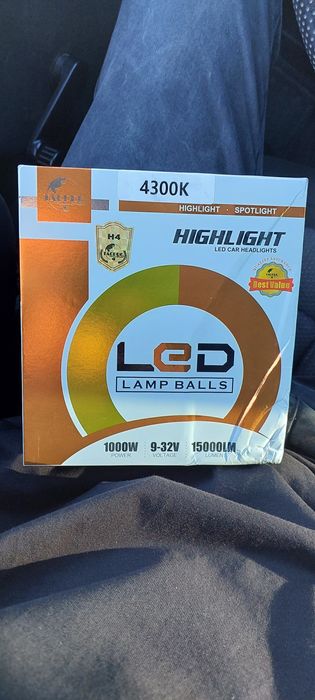 4300K
HIGHLIGHT · SPOTLIGHT
HIGHLIGHT
LED CAR HEADLIGHTS
H4
Best Value
LED
LAMP BALLS
1000W 9-32V 15000LM
POWER VOLTAGE LUMEN